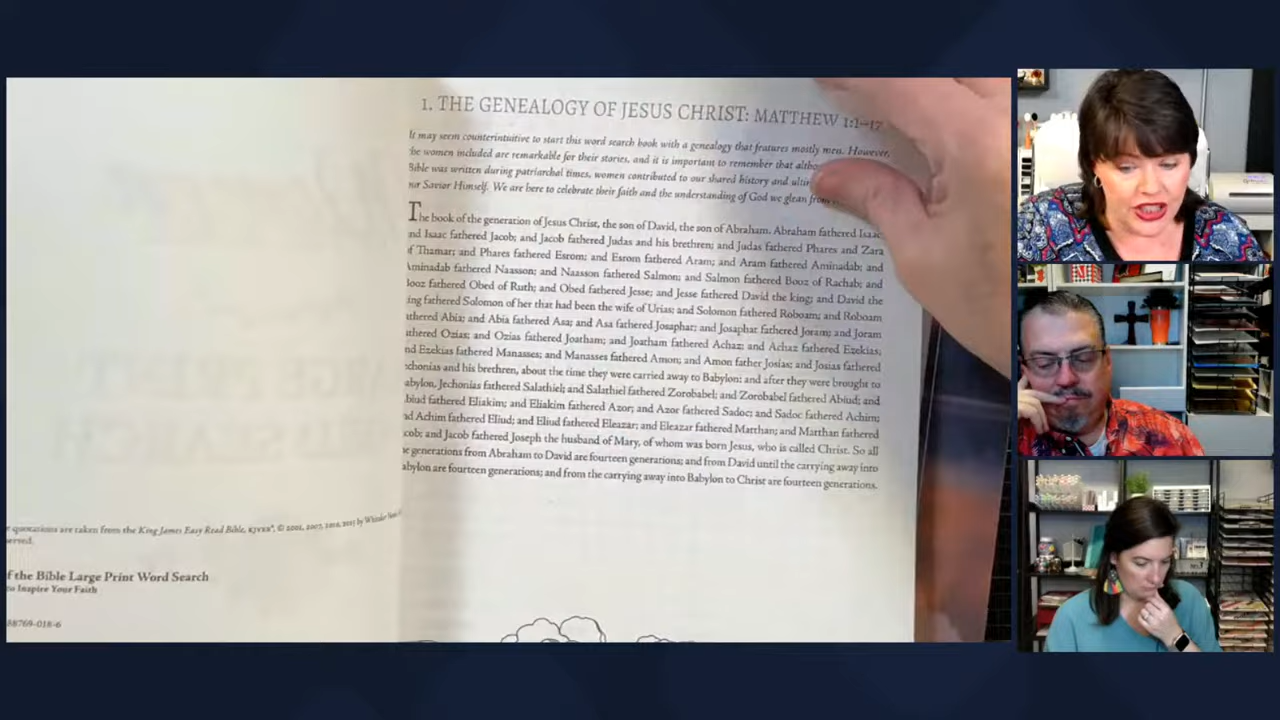 1. THE GENEALOGY OF JESUS CHRIST: MATTHEW 1:1–17
It may seem counterintuitive to start this word search book with a genealogy that features mostly men. However,
the women included are remarkable for their stories, and it is important to remember that
Bible was written during patriarchal times, women contributed to our shared history and
our Savior Himself. We are here to celebrate their faith and the understanding of God we glean from
The book of the generation of Jesus Christ, the son of David, the son of Abraham. Abraham fathered Isaac;
and Isaac fathered Jacob; and Jacob fathered Judas and his brethren; and Judas fathered Phares and Zara
of Thamar; and Phares fathered Esrom; and Esrom fathered Aram; and Aram fathered Aminadab; and
Aminadab fathered Naasson; and Naasson fathered Salmon; and Salmon fathered Booz of Rachab; and
Booz fathered Obed of Ruth; and Obed fathered Jesse; and Jesse fathered David the king; and David the
king fathered Solomon of her that had been the wife of Urias; and Solomon fathered Roboam; and Roboam
fathered Abia; and Abia fathered Asa; and Asa fathered Josaphat; and Josaphat fathered Joram; and Joram
fathered Ozias; and Ozias fathered Joatham; and Joatham fathered Achaz; and Achaz fathered Ezekias;
and Ezekias fathered Manasses; and Manasses fathered Amon; and Amon father Josias; and Josias fathered
Jechonias and his brethren, about the time they were carried away to Babylon: and after they were brought to
Babylon, Jechonias fathered Salathiel; and Salathiel fathered Zorobabel; and Zorobabel fathered Abiud; and
Abiud fathered Eliakim; and Eliakim fathered Azor; and Azor fathered Sadoc; and Sadoc fathered Achim;
and Achim fathered Eliud; and Eliud fathered Eleazar; and Eleazar fathered Matthan; and Matthan fathered
Jacob; and Jacob fathered Joseph the husband of Mary, of whom was born Jesus, who is called Christ. So all
the generations from Abraham to David are fourteen generations; and from David until the carrying away into
Babylon are fourteen generations; and from the carrying away into Babylon to Christ are fourteen generations.
quotations are taken from the King James Easy Read Bible, KJVER®, © 2001, 2007, 2010, 2015 by Whitaker
served.
f the Bible Large Print Word Search
to Inspire Your Faith
88769-018-6